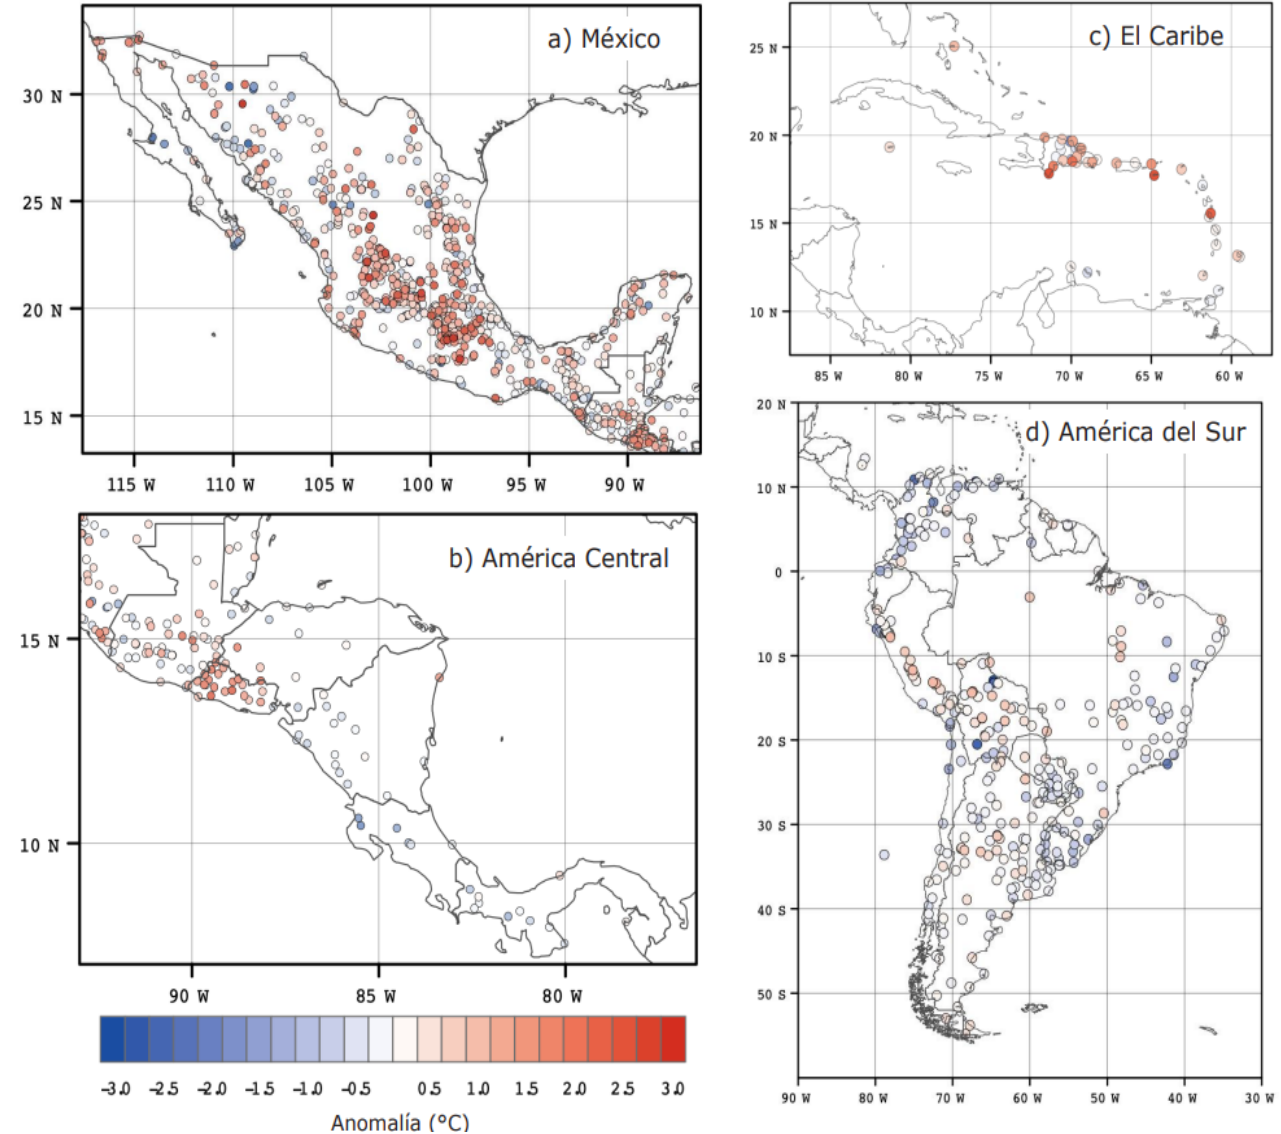 a) México
30 N
25 N
20 N
15 N
115 W 110 W 105 W 100 W 95 W 90 W
c) El Caribe
25 N
20 N
15 N
10 N
85 W 80 W 75 W 70 W 65 W 60 W
b) América Central
15 N
10 N
90 W 85 W 80 W
d) América del Sur
20 N
10 N
0
10 S
20 S
30 S
40 S
50 S
90 W 80 W 70 W 60 W 50 W 40 W 30 W
-3.0 -2.5 -2.0 -1.5 -1.0 -0.5 0.5 1.0 1.5 2.0 2.5 3.0
Anomalía (°C)